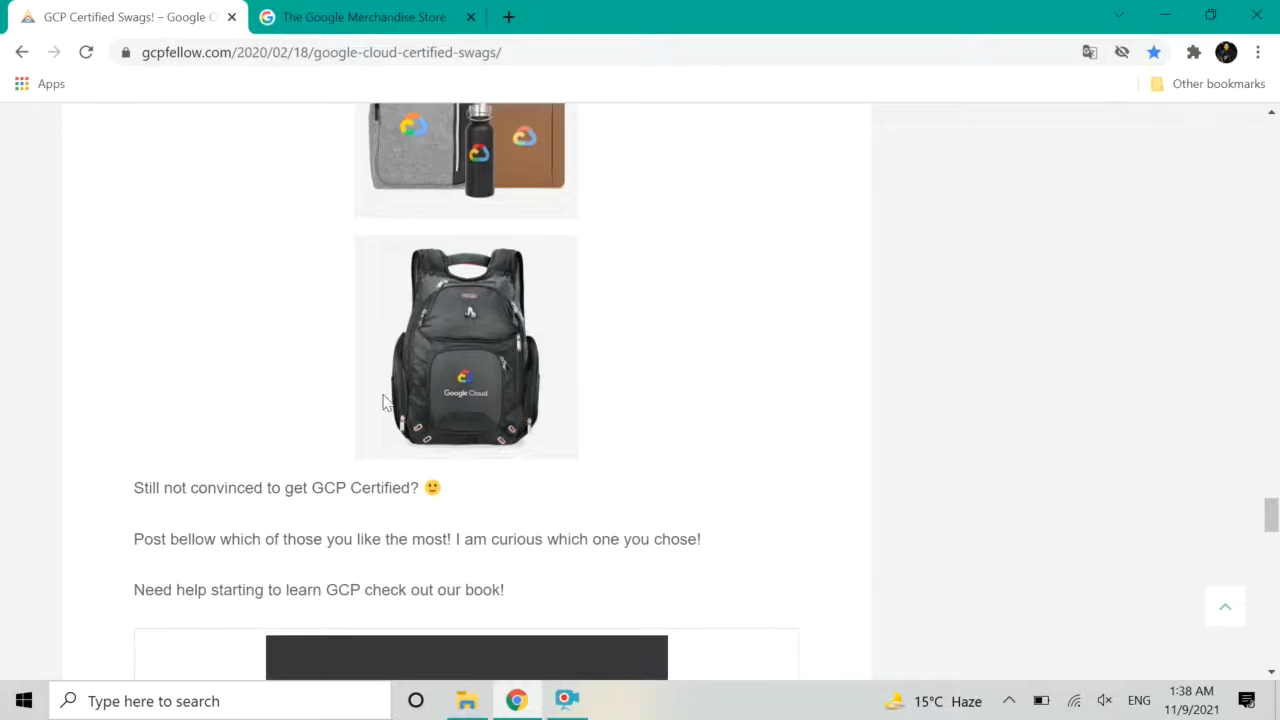 GCP Certified Swags! – Google C
The Google Merchandise Store
gcpfellow.com/2020/02/18/google-cloud-certified-swags/
Apps
Other bookmarks
Google Cloud
Still not convinced to get GCP Certified? 🙂
Post bellow which of those you like the most! I am curious which one you chose!
Need help starting to learn GCP check out our book!
Type here to search
15°C Haze
ENG
1:38 AM
11/9/2021